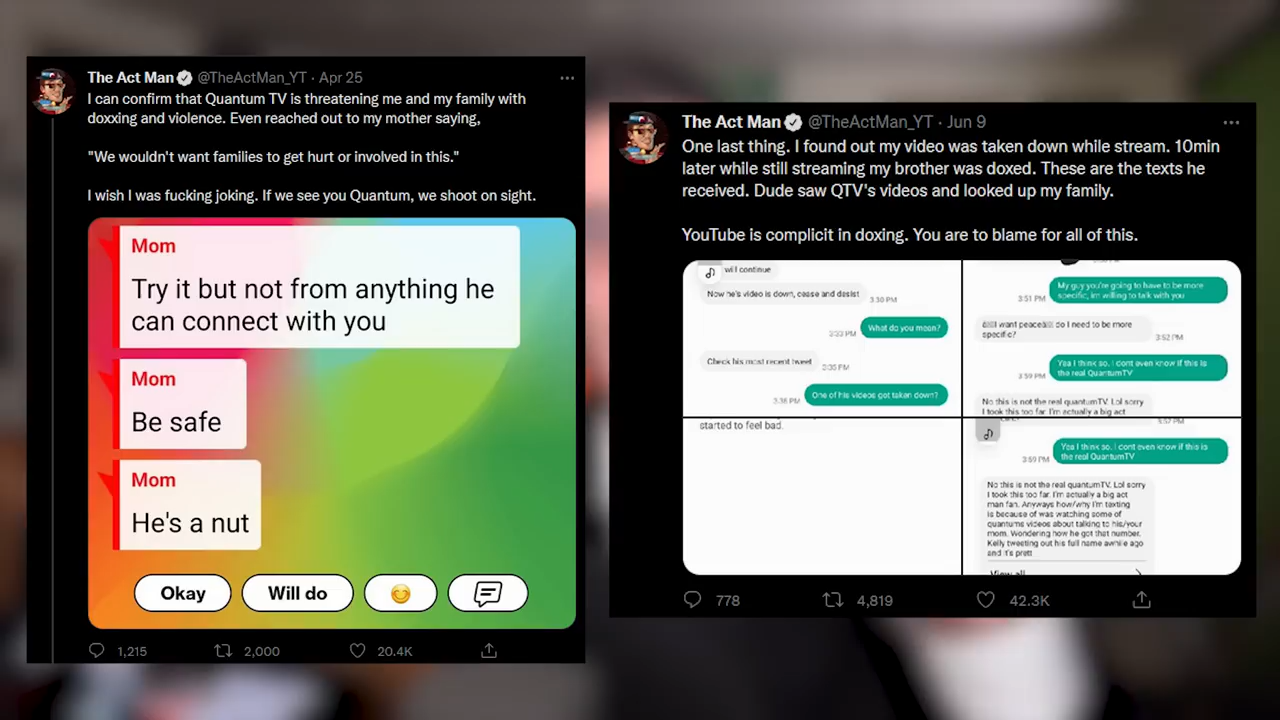 The Act Man @TheActMan_YT · Apr 25
I can confirm that Quantum TV is threatening me and my family with
doxxing and violence. Even reached out to my mother saying,
"We wouldn't want families to get hurt or involved in this."
I wish I was fucking joking. If we see you Quantum, we shoot on sight.
Mom
Try it but not from anything he
can connect with you
Mom
Be safe
Mom
He's a nut
Okay
Will do
1,215
2,000
20.4K
The Act Man @TheActMan_YT · Jun 9
One last thing. I found out my video was taken down while stream. 10min
later while still streaming my brother was doxed. These are the texts he
received. Dude saw QTV's videos and looked up my family.
YouTube is complicit in doxing. You are to blame for all of this.
will continue
Now he's video is down, cease and desist
3:30 PM
What do you mean?
3:33 PM
Check his most recent tweet
3:35 PM
One of his videos got taken down?
3:36 PM
My guy you're going to have to be more
specific, im willing to talk with you
3:51 PM
I want peace do I need to be more
specific?
3:52 PM
Yea I think so, I dont even know if this is
the real QuantumTV
3:59 PM
No this is not the real quantumTV. Lol sorry
I took this too far. I'm actually a big act
started to feel bad.
Yea I think so, I dont even know if this is
the real QuantumTV
3:59 PM
No this is not the real quantumTV. Lol sorry
I took this too far. I'm actually a big act
man fan. Anyways how/why I'm texting
is because of was watching some of
quantums videos about talking to his/your
mom. Wondering how he got that number.
Kelly tweeting out his full name awhile ago
and it's prett
View all
778
4,819
42.3K